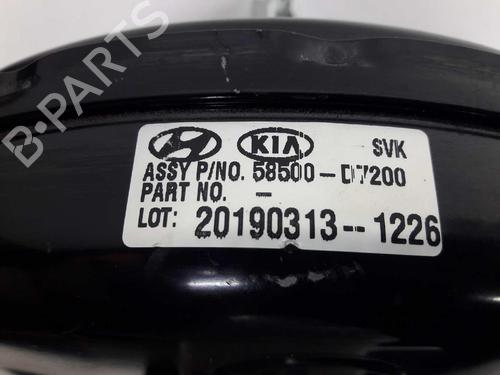 B-PARTS
KIA SVK
ASSY P/NO. 58500-D7200
PART NO. -
LOT: 20190313--1226